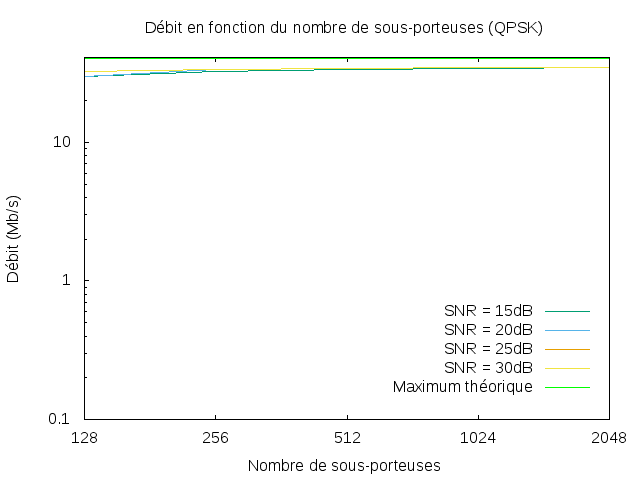 Débit en fonction du nombre de sous-porteuses (QPSK)
10
1
0.1
Débit (Mb/s)
SNR = 15dB
SNR = 20dB
SNR = 25dB
SNR = 30dB
Maximum théorique
128 256 512 1024 2048
Nombre de sous-porteuses